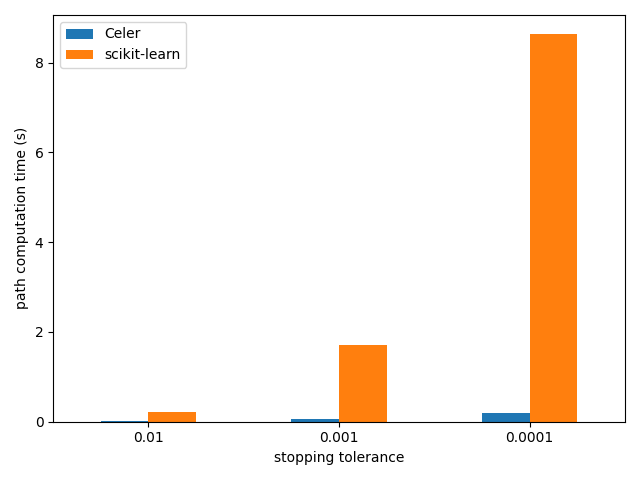 Celer
scikit-learn
path computation time (s)
8
6
4
2
0
0.01 0.001 0.0001
stopping tolerance